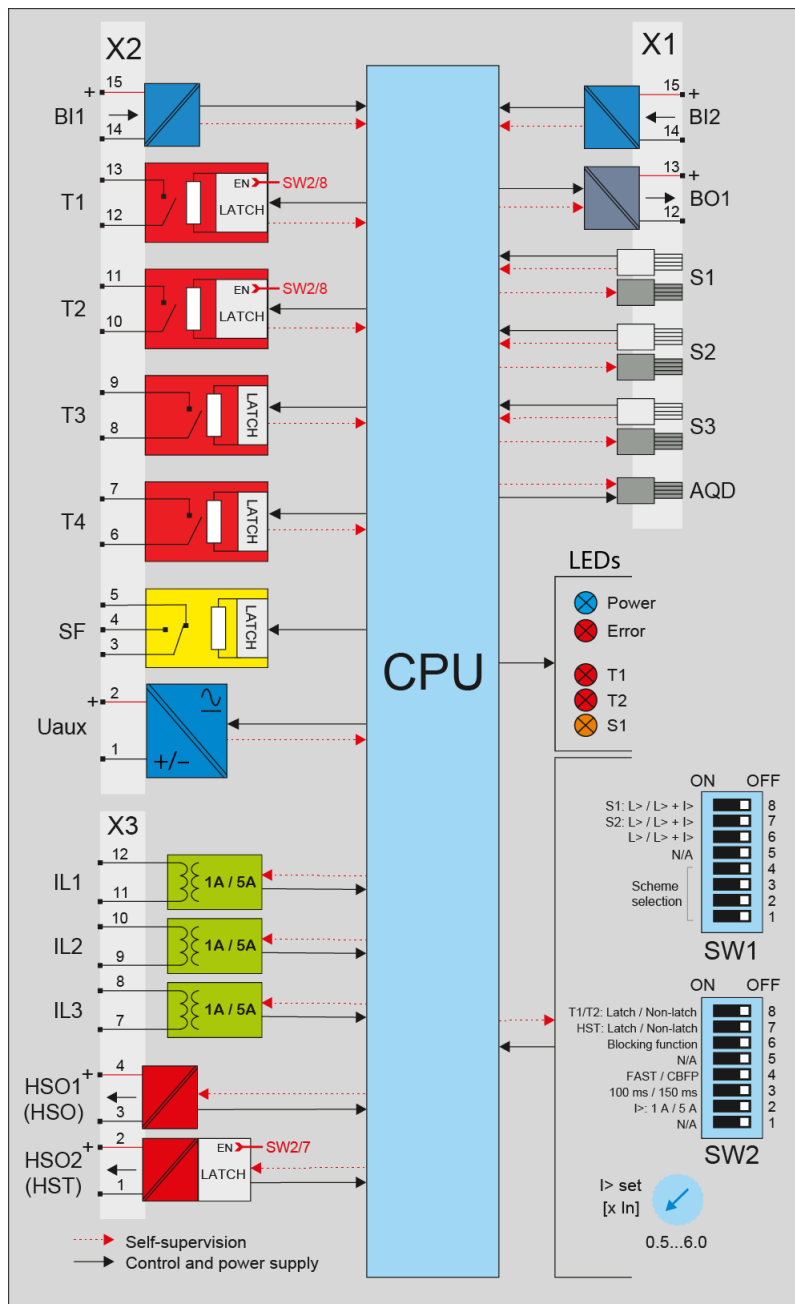 X2
15
+
BI1
14
13
T1
12
EN
SW2/8
LATCH
11
T2
10
EN
SW2/8
LATCH
9
T3
8
LATCH
7
T4
6
LATCH
5
SF
4
3
LATCH
2
+
Uaux
1
+/–
X3
12
IL1
11
1A / 5A
10
IL2
9
1A / 5A
8
IL3
7
1A / 5A
4
+
HSO1
(HSO)
3
2
+
HSO2
(HST)
1
EN
SW2/7
LATCH
Self-supervision
Control and power supply
CPU
X1
15
+
BI2
14
13
+
BO1
12
S1
S2
S3
AQD
LEDs
Power
Error
T1
T2
S1
ON OFF
S1: L> / L> + I> 8
S2: L> / L> + I> 7
L> / L> + I> 6
N/A 5
4
Scheme 3
selection 2
1
SW1
ON OFF
T1/T2: Latch / Non-latch 8
HST: Latch / Non-latch 7
Blocking function 6
N/A 5
FAST / CBFP 4
100 ms / 150 ms 3
I>: 1 A / 5 A 2
N/A 1
SW2
I> set
[x In]
0.5...6.0